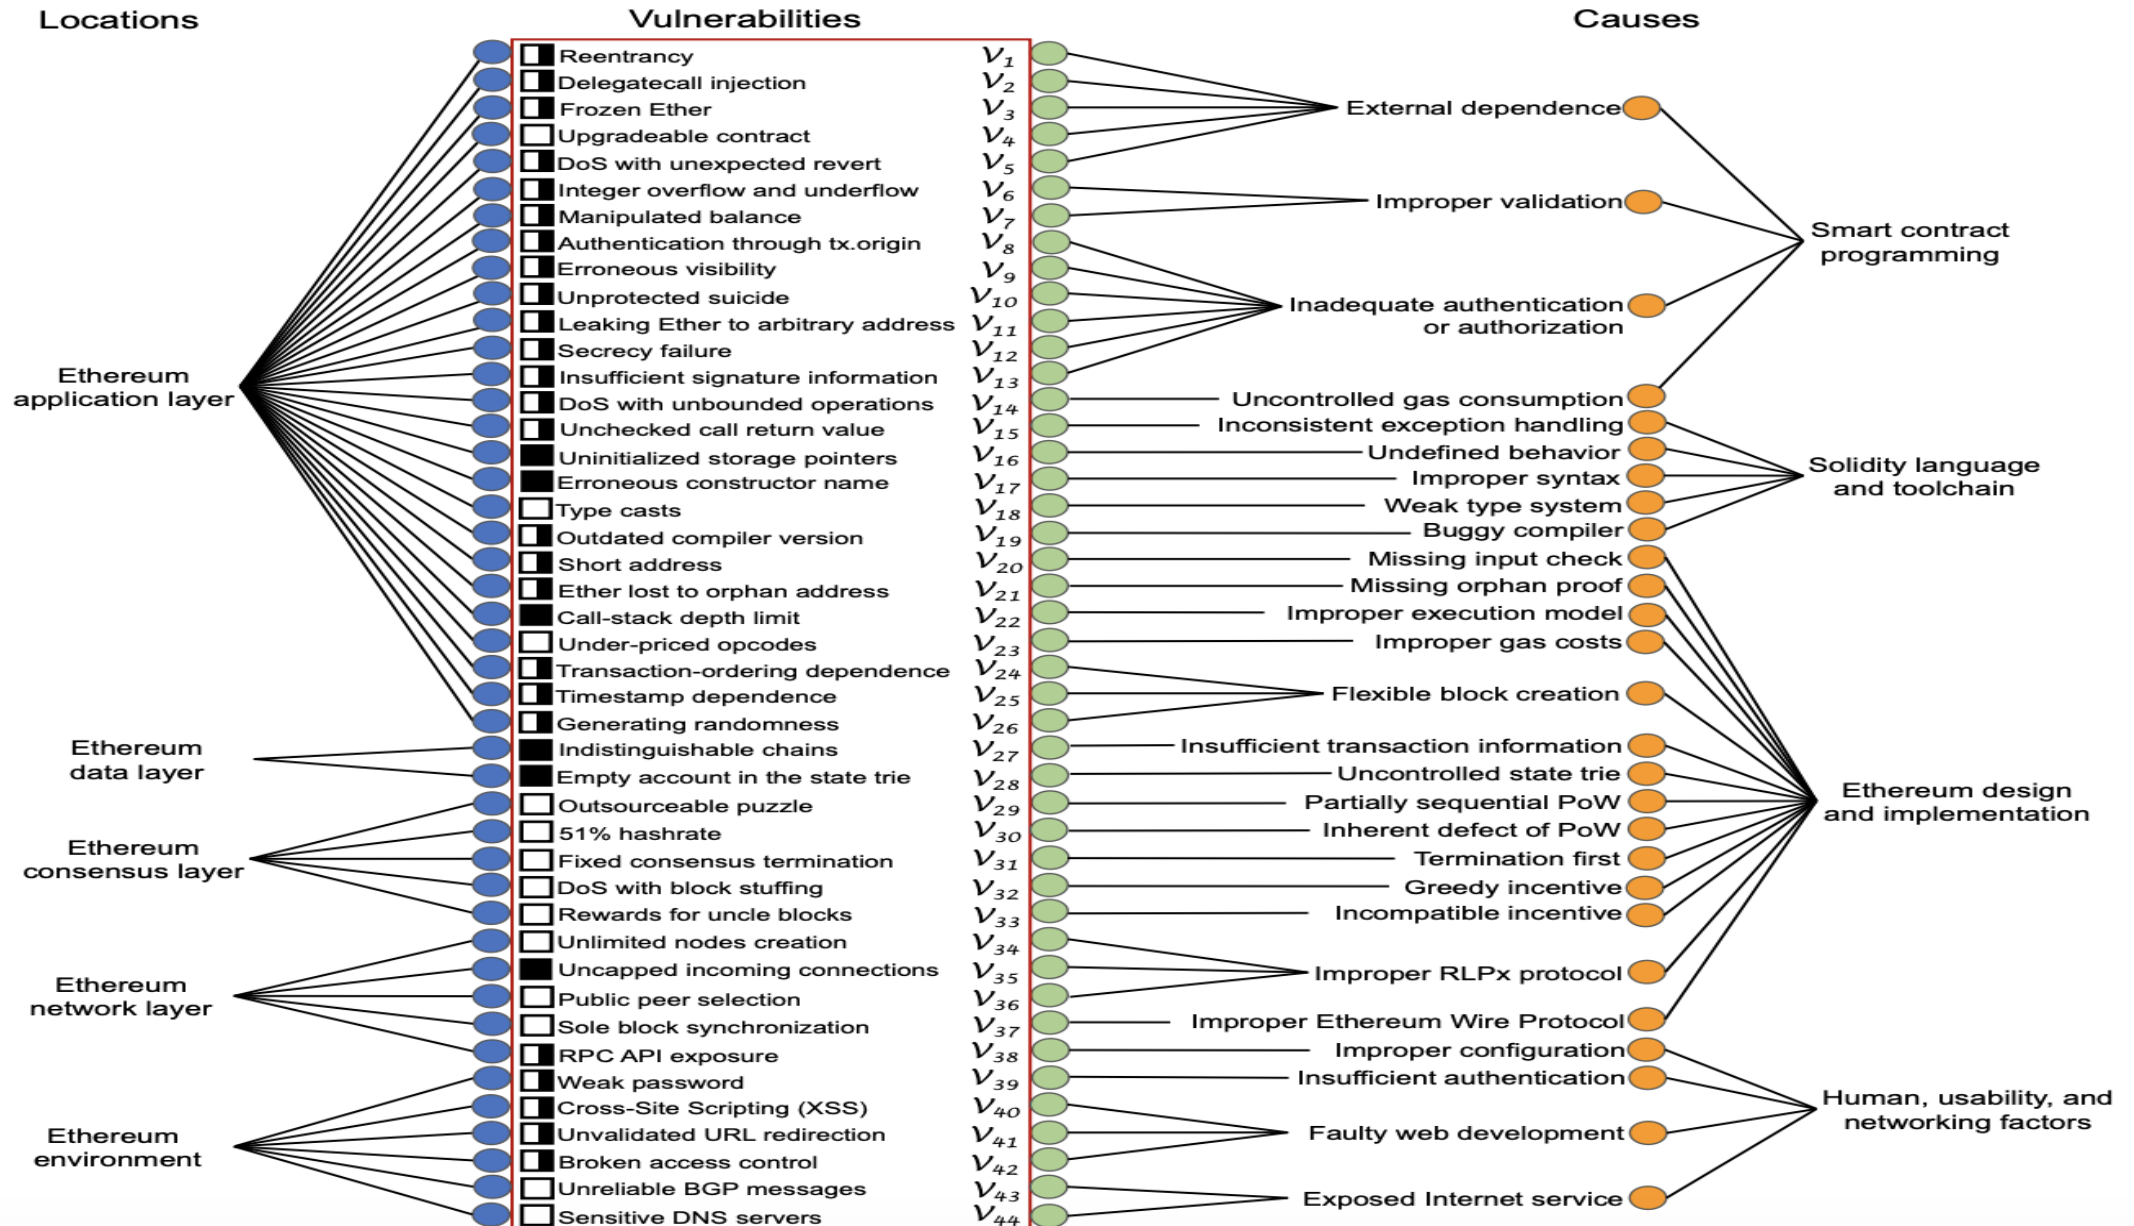 Locations
Vulnerabilities
Causes
Ethereum
application layer
Ethereum
data layer
Ethereum
consensus layer
Ethereum
network layer
Ethereum
environment
Reentrancy V1
Delegatecall injection V2
Frozen Ether V3
Upgradeable contract V4
DoS with unexpected revert V5
Integer overflow and underflow V6
Manipulated balance V7
Authentication through tx.origin V8
Erroneous visibility V9
Unprotected suicide V10
Leaking Ether to arbitrary address V11
Secrecy failure V12
Insufficient signature information V13
DoS with unbounded operations V14
Unchecked call return value V15
Uninitialized storage pointers V16
Erroneous constructor name V17
Type casts V18
Outdated compiler version V19
Short address V20
Ether lost to orphan address V21
Call-stack depth limit V22
Under-priced opcodes V23
Transaction-ordering dependence V24
Timestamp dependence V25
Generating randomness V26
Indistinguishable chains V27
Empty account in the state trie V28
Outsourceable puzzle V29
51% hashrate V30
Fixed consensus termination V31
DoS with block stuffing V32
Rewards for uncle blocks V33
Unlimited nodes creation V34
Uncapped incoming connections V35
Public peer selection V36
Sole block synchronization V37
RPC API exposure V38
Weak password V39
Cross-Site Scripting (XSS) V40
Unvalidated URL redirection V41
Broken access control V42
Unreliable BGP messages V43
Sensitive DNS servers V44
External dependence
Improper validation
Inadequate authentication
or authorization
Uncontrolled gas consumption
Inconsistent exception handling
Undefined behavior
Improper syntax
Weak type system
Buggy compiler
Missing input check
Missing orphan proof
Improper execution model
Improper gas costs
Flexible block creation
Insufficient transaction information
Uncontrolled state trie
Partially sequential PoW
Inherent defect of PoW
Termination first
Greedy incentive
Incompatible incentive
Improper RLPx protocol
Improper Ethereum Wire Protocol
Improper configuration
Insufficient authentication
Faulty web development
Exposed Internet service
Smart contract
programming
Solidity language
and toolchain
Ethereum design
and implementation
Human, usability, and
networking factors